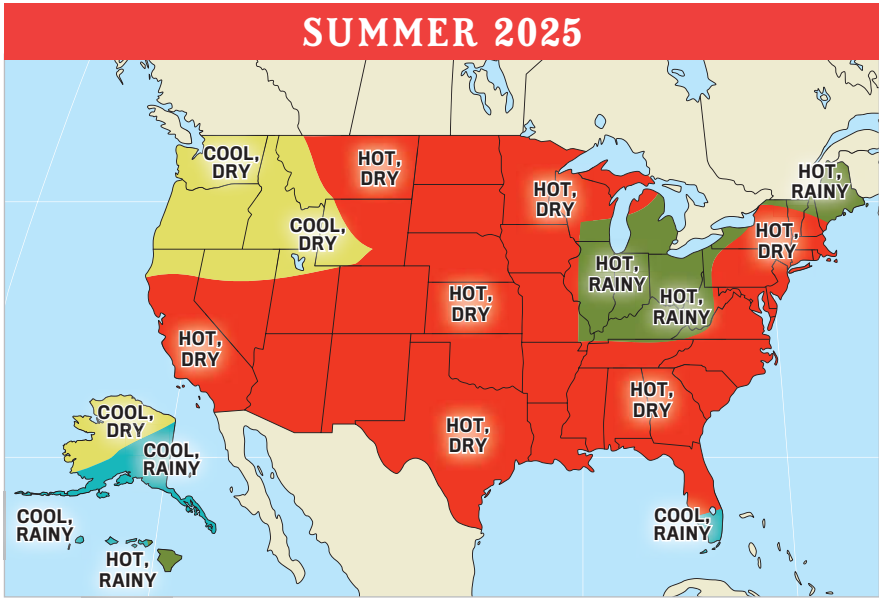 SUMMER 2025
COOL,
DRY
HOT,
DRY
HOT,
DRY
HOT,
RAINY
COOL,
DRY
HOT,
DRY
HOT,
RAINY
HOT,
DRY
HOT,
RAINY
HOT,
DRY
HOT,
DRY
COOL,
DRY
HOT,
DRY
COOL,
RAINY
COOL,
RAINY
COOL,
RAINY
HOT,
RAINY